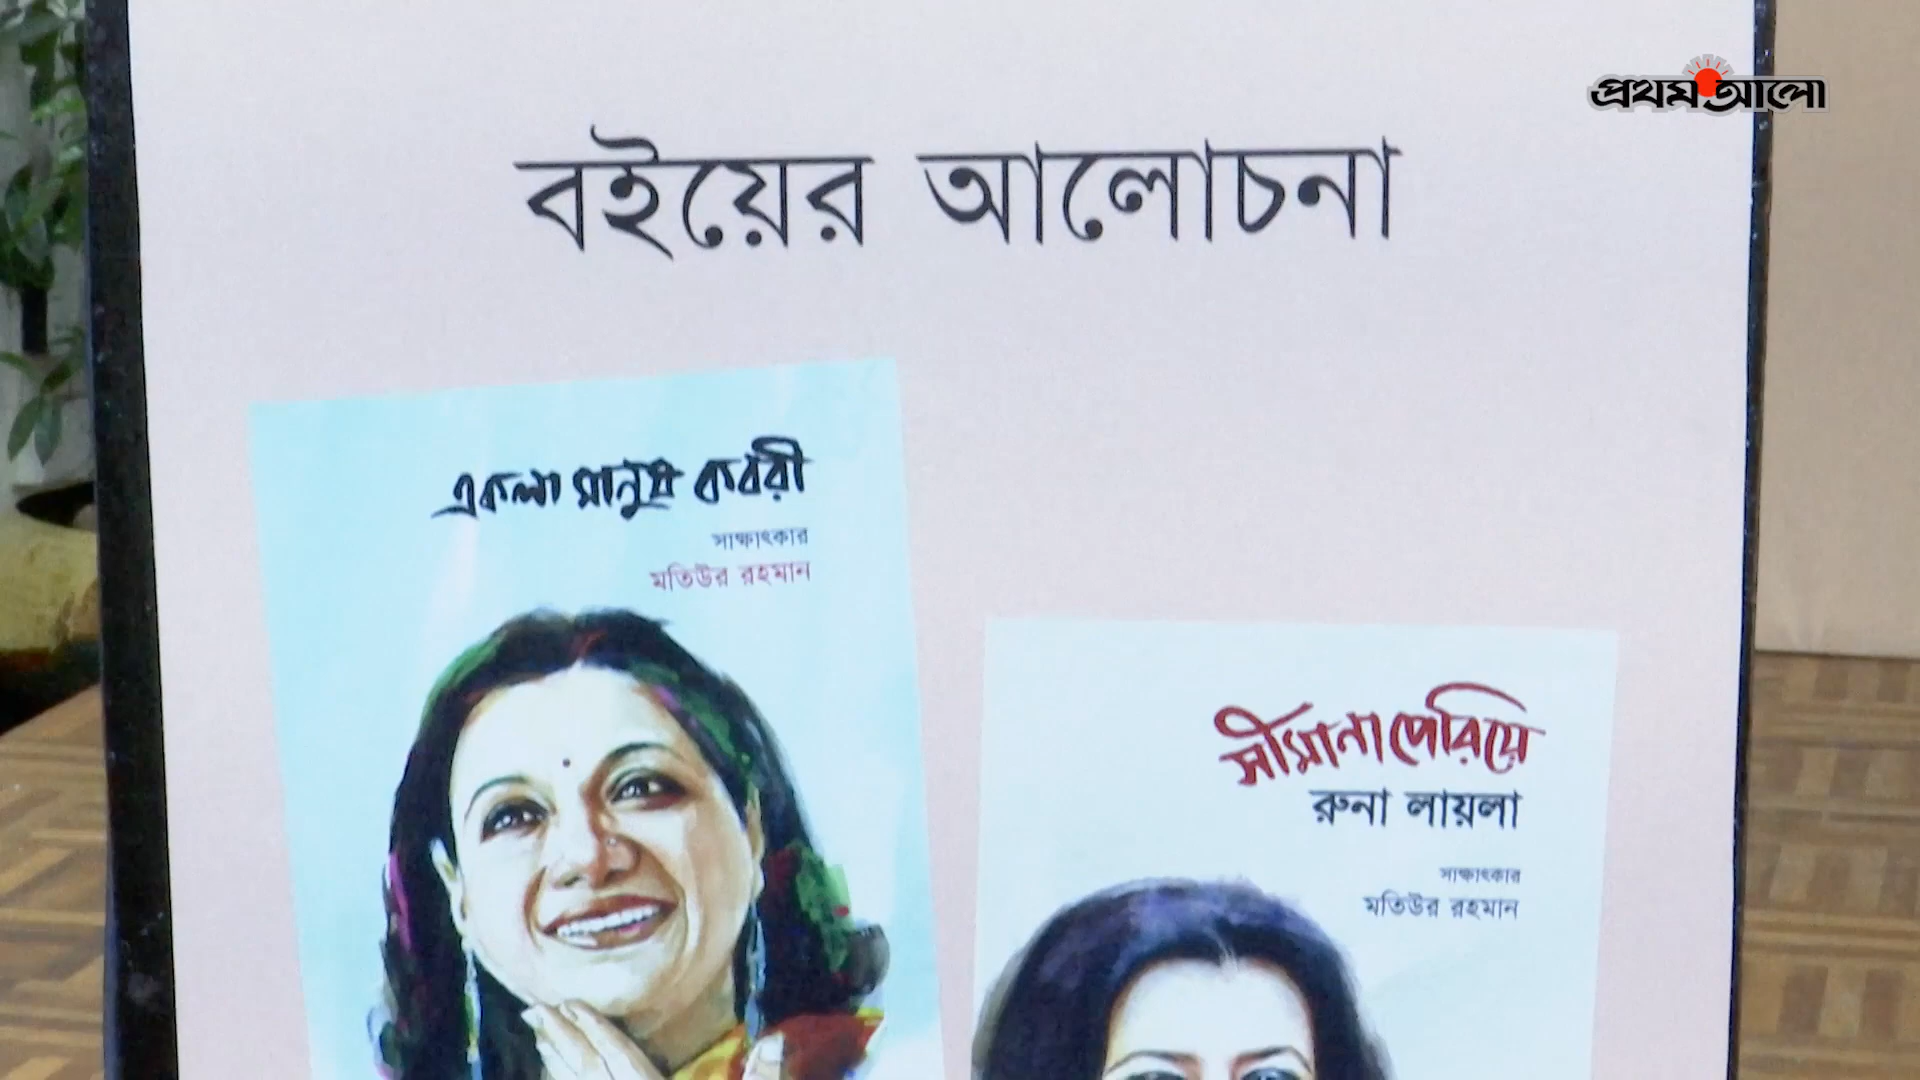 প্রথম আলো
বইয়ের আলোচনা
একলা মানুষ কবরী
সাক্ষাৎকার
মতিউর রহমান
সীমানা পেরিয়ে
রুনা লায়লা
সাক্ষাৎকার
মতিউর রহমান